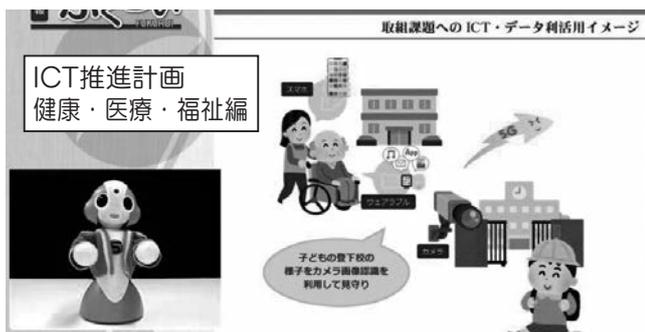 取組課題へのICT・データ利活用イメージ
YOKOHOI
ICT推進計画
健康・医療・福祉編
スマホ
5G
App
ウェアラブル
カメラ
子どもの登下校の
様子をカメラ画像認識を
利用して見守り
S